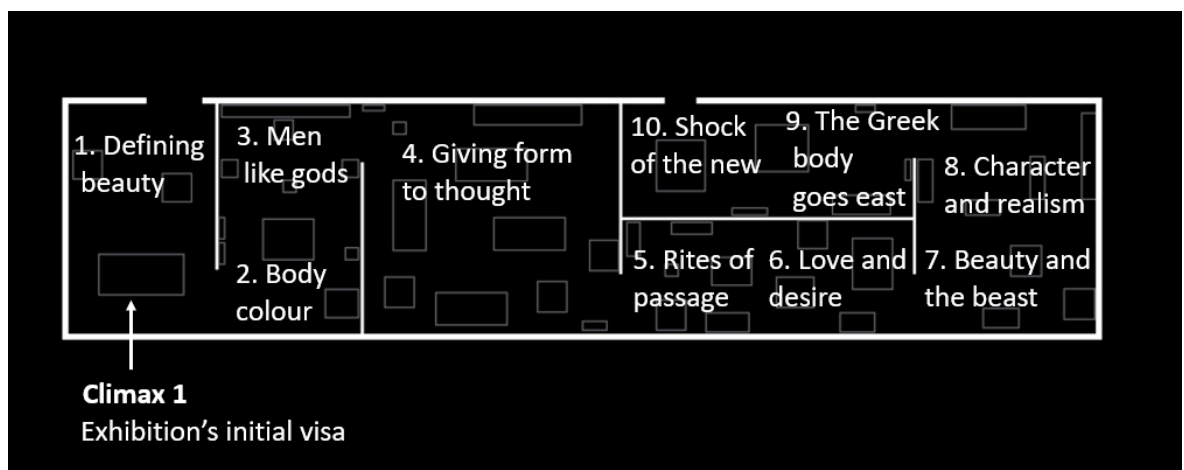 1. Defining
beauty
2. Body
colour
3. Men
like gods
4. Giving form
to thought
5. Rites of
passage
6. Love and
desire
7. Beauty and
the beast
8. Character
and realism
9. The Greek
body
goes east
10. Shock
of the new
Climax 1
Exhibition's initial visa